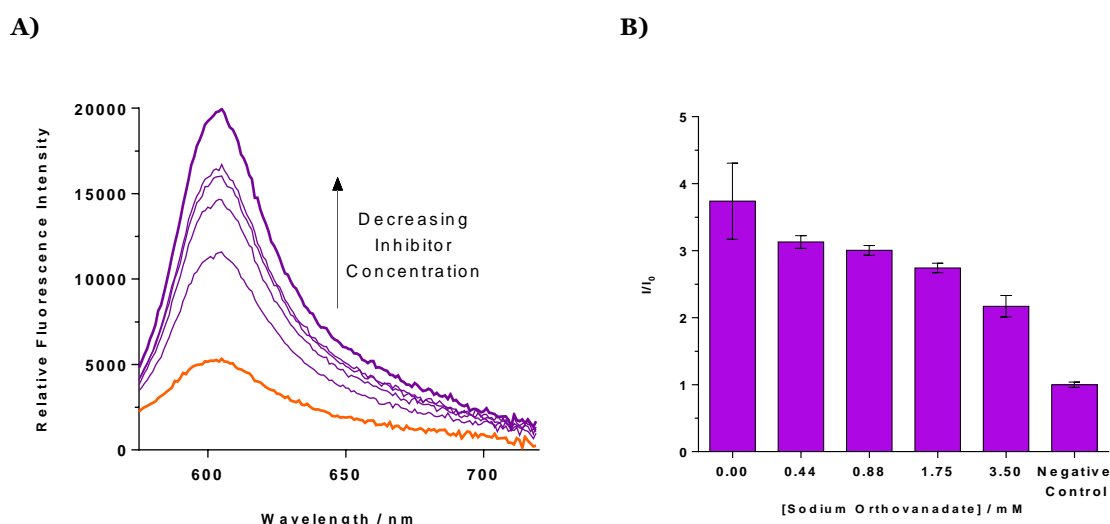 A)
B)
20000
15000
10000
5000
0
Relative Fluorescence Intensity
Decreasing
Inhibitor
Concentration
600 650 700
Wavelength / nm
5
4
3
2
1
0
I/I0
0.00 0.44 0.88 1.75 3.50 Negative
Control
[Sodium Orthovanadate] / mM